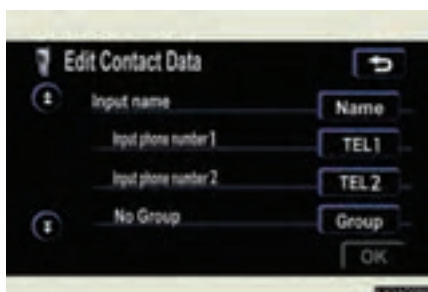 Edit Contact Data
Input name Name
Input phone number 1 TEL1
Input phone number 2 TEL2
No Group Group
OK